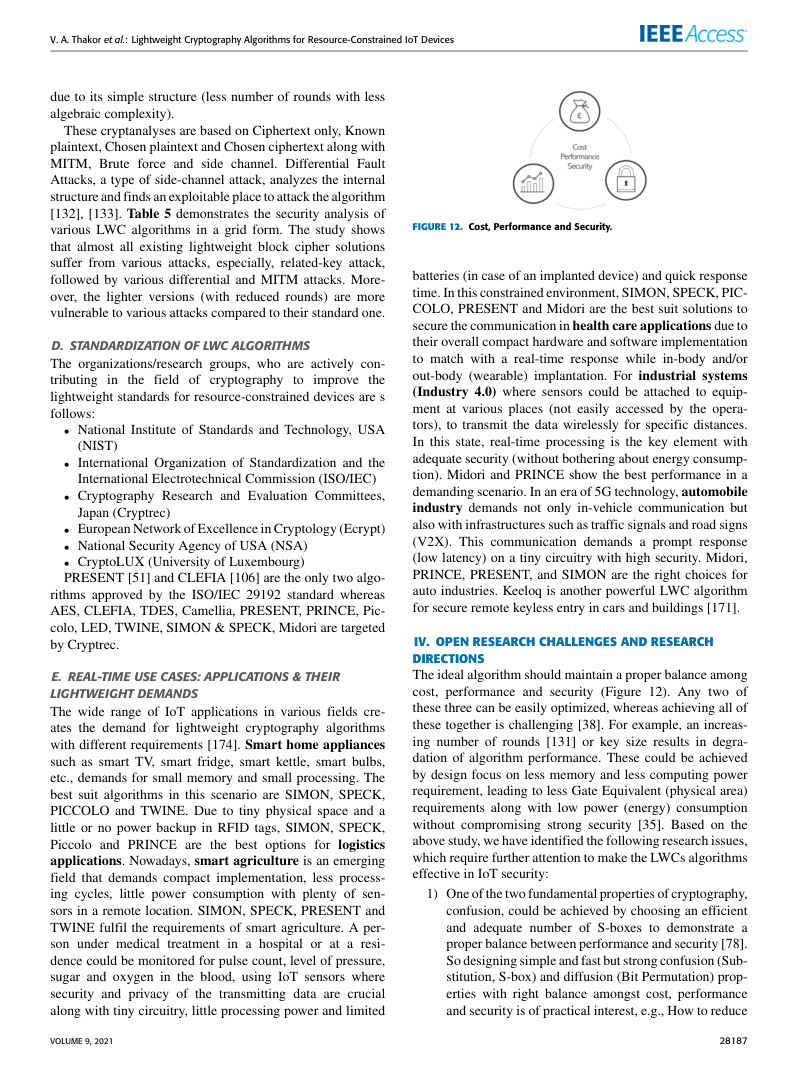 V. A. Thakor et al.: Lightweight Cryptography Algorithms for Resource-Constrained IoT Devices
IEEE Access
due to its simple structure (less number of rounds with less
algebraic complexity).
These cryptanalyses are based on Ciphertext only, Known
plaintext, Chosen plaintext and Chosen ciphertext along with
MITM, Brute force and side channel. Differential Fault
Attacks, a type of side-channel attack, analyzes the internal
structure and finds an exploitable place to attack the algorithm
[132], [133]. Table 5 demonstrates the security analysis of
various LWC algorithms in a grid form. The study shows
that almost all existing lightweight block cipher solutions
suffer from various attacks, especially, related-key attack,
followed by various differential and MITM attacks. More-
over, the lighter versions (with reduced rounds) are more
vulnerable to various attacks compared to their standard one.
D. STANDARDIZATION OF LWC ALGORITHMS
The organizations/research groups, who are actively con-
tributing in the field of cryptography to improve the
lightweight standards for resource-constrained devices are s
follows:
• National Institute of Standards and Technology, USA
(NIST)
• International Organization of Standardization and the
International Electrotechnical Commission (ISO/IEC)
• Cryptography Research and Evaluation Committees,
Japan (Cryptrec)
• European Network of Excellence in Cryptology (Ecrypt)
• National Security Agency of USA (NSA)
• CryptoLUX (University of Luxembourg)
PRESENT [51] and CLEFIA [106] are the only two algo-
rithms approved by the ISO/IEC 29192 standard whereas
AES, CLEFIA, TDES, Camellia, PRESENT, PRINCE, Pic-
colo, LED, TWINE, SIMON & SPECK, Midori are targeted
by Cryptrec.
E. REAL-TIME USE CASES: APPLICATIONS & THEIR
LIGHTWEIGHT DEMANDS
The wide range of IoT applications in various fields cre-
ates the demand for lightweight cryptography algorithms
with different requirements [174]. Smart home appliances
such as smart TV, smart fridge, smart kettle, smart bulbs,
etc., demands for small memory and small processing. The
best suit algorithms in this scenario are SIMON, SPECK,
PICCOLO and TWINE. Due to tiny physical space and a
little or no power backup in RFID tags, SIMON, SPECK,
Piccolo and PRINCE are the best options for logistics
applications. Nowadays, smart agriculture is an emerging
field that demands compact implementation, less process-
ing cycles, little power consumption with plenty of sen-
sors in a remote location. SIMON, SPECK, PRESENT and
TWINE fulfil the requirements of smart agriculture. A per-
son under medical treatment in a hospital or at a resi-
dence could be monitored for pulse count, level of pressure,
sugar and oxygen in the blood, using IoT sensors where
security and privacy of the transmitting data are crucial
along with tiny circuitry, little processing power and limited
£
Cost
Performance
Security
FIGURE 12. Cost, Performance and Security.
batteries (in case of an implanted device) and quick response
time. In this constrained environment, SIMON, SPECK, PIC-
COLO, PRESENT and Midori are the best suit solutions to
secure the communication in health care applications due to
their overall compact hardware and software implementation
to match with a real-time response while in-body and/or
out-body (wearable) implantation. For industrial systems
(Industry 4.0) where sensors could be attached to equip-
ment at various places (not easily accessed by the opera-
tors), to transmit the data wirelessly for specific distances.
In this state, real-time processing is the key element with
adequate security (without bothering about energy consump-
tion). Midori and PRINCE show the best performance in a
demanding scenario. In an era of 5G technology, automobile
industry demands not only in-vehicle communication but
also with infrastructures such as traffic signals and road signs
(V2X). This communication demands a prompt response
(low latency) on a tiny circuitry with high security. Midori,
PRINCE, PRESENT, and SIMON are the right choices for
auto industries. Keeloq is another powerful LWC algorithm
for secure remote keyless entry in cars and buildings [171].
IV. OPEN RESEARCH CHALLENGES AND RESEARCH
DIRECTIONS
The ideal algorithm should maintain a proper balance among
cost, performance and security (Figure 12). Any two of
these three can be easily optimized, whereas achieving all of
these together is challenging [38]. For example, an increas-
ing number of rounds [131] or key size results in degra-
dation of algorithm performance. These could be achieved
by design focus on less memory and less computing power
requirement, leading to less Gate Equivalent (physical area)
requirements along with low power (energy) consumption
without compromising strong security [35]. Based on the
above study, we have identified the following research issues,
which require further attention to make the LWCs algorithms
effective in IoT security:
1) One of the two fundamental properties of cryptography,
confusion, could be achieved by choosing an efficient
and adequate number of S-boxes to demonstrate a
proper balance between performance and security [78].
So designing simple and fast but strong confusion (Sub-
stitution, S-box) and diffusion (Bit Permutation) prop-
erties with right balance amongst cost, performance
and security is of practical interest, e.g., How to reduce
VOLUME 9, 2021
28187